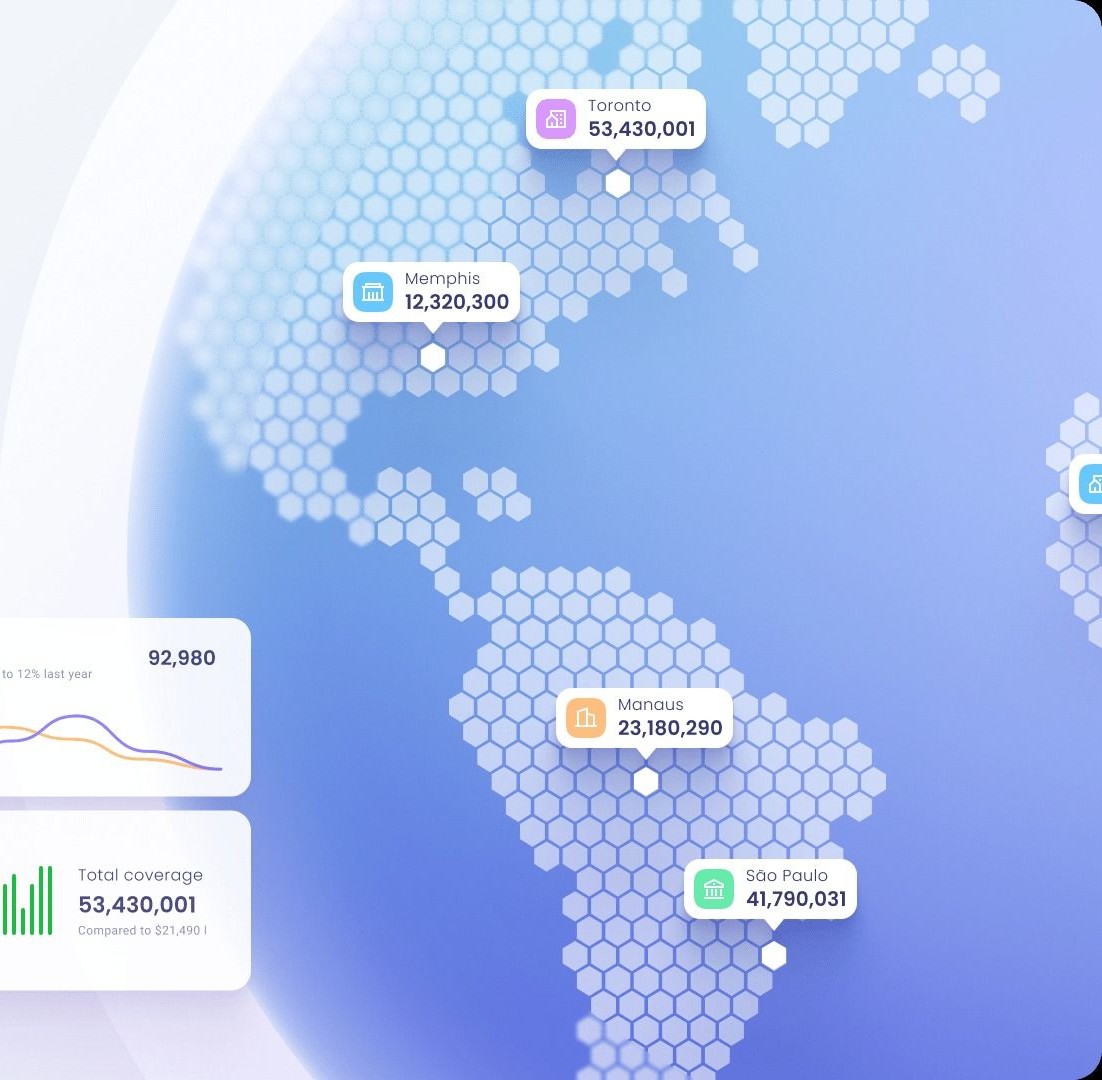 Toronto
53,430,001
Memphis
12,320,300
92,980
to 12% last year
Manaus
23,180,290
Total coverage
53,430,001
Compared to $21,490
São Paulo
41,790,031